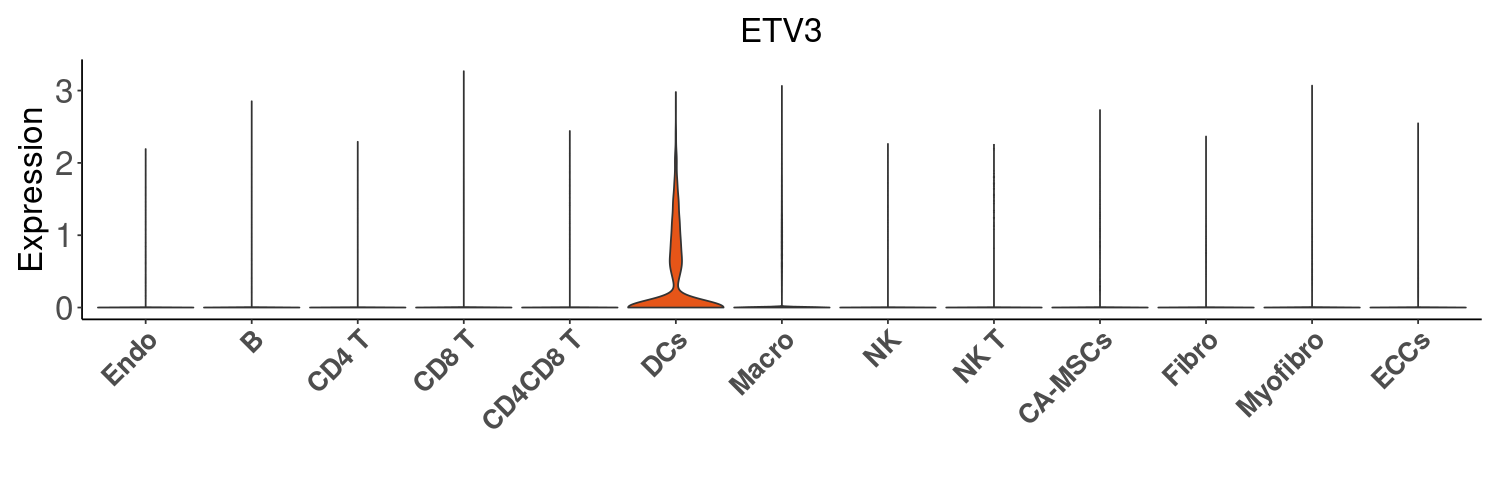 ETV3
Expression
3
2
1
0
Endo
B
CD4 T
CD8 T
CD4CD8 T
DCs
Macro
NK
NK T
CA-MSCs
Fibro
Myofibro
ECCs